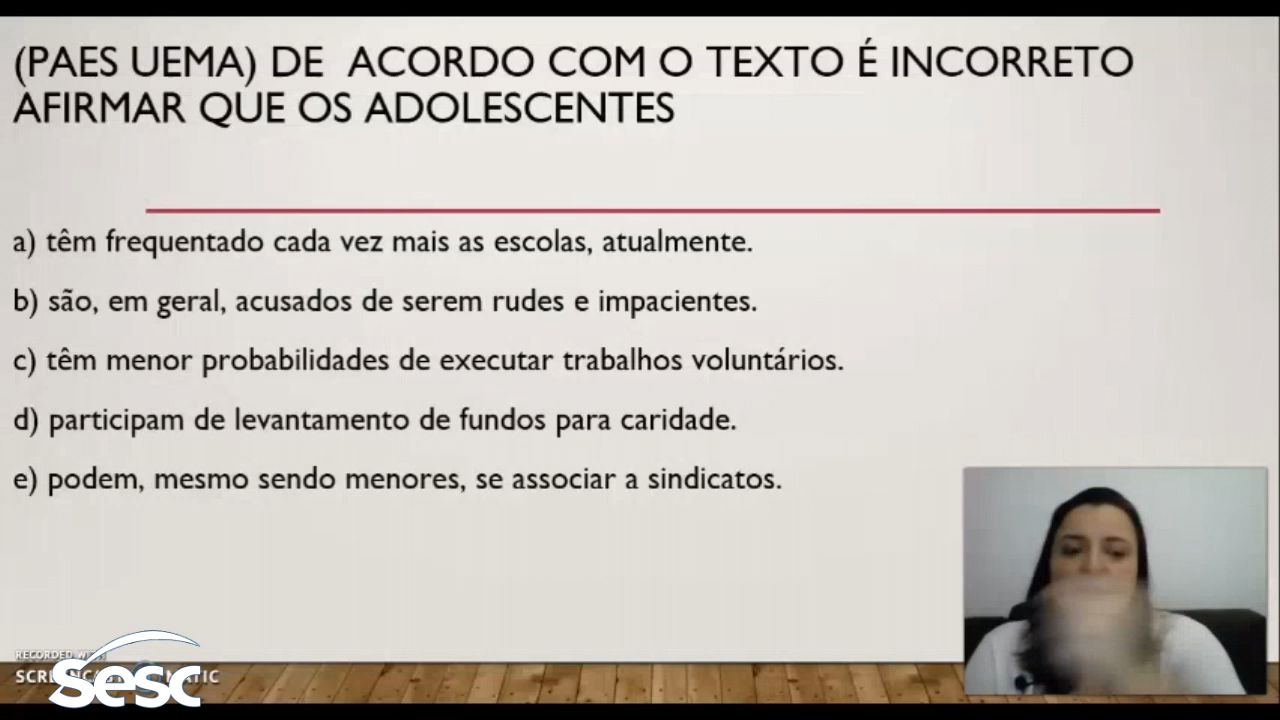 (PAES UEMA) DE ACORDO COM O TEXTO É INCORRETO
AFIRMAR QUE OS ADOLESCENTES
a) têm frequentado cada vez mais as escolas, atualmente.
b) são, em geral, acusados de serem rudes e impacientes.
c) têm menor probabilidades de executar trabalhos voluntários.
d) participam de levantamento de fundos para caridade.
e) podem, mesmo sendo menores, se associar a sindicatos.
RECORDED WITH
Sesc